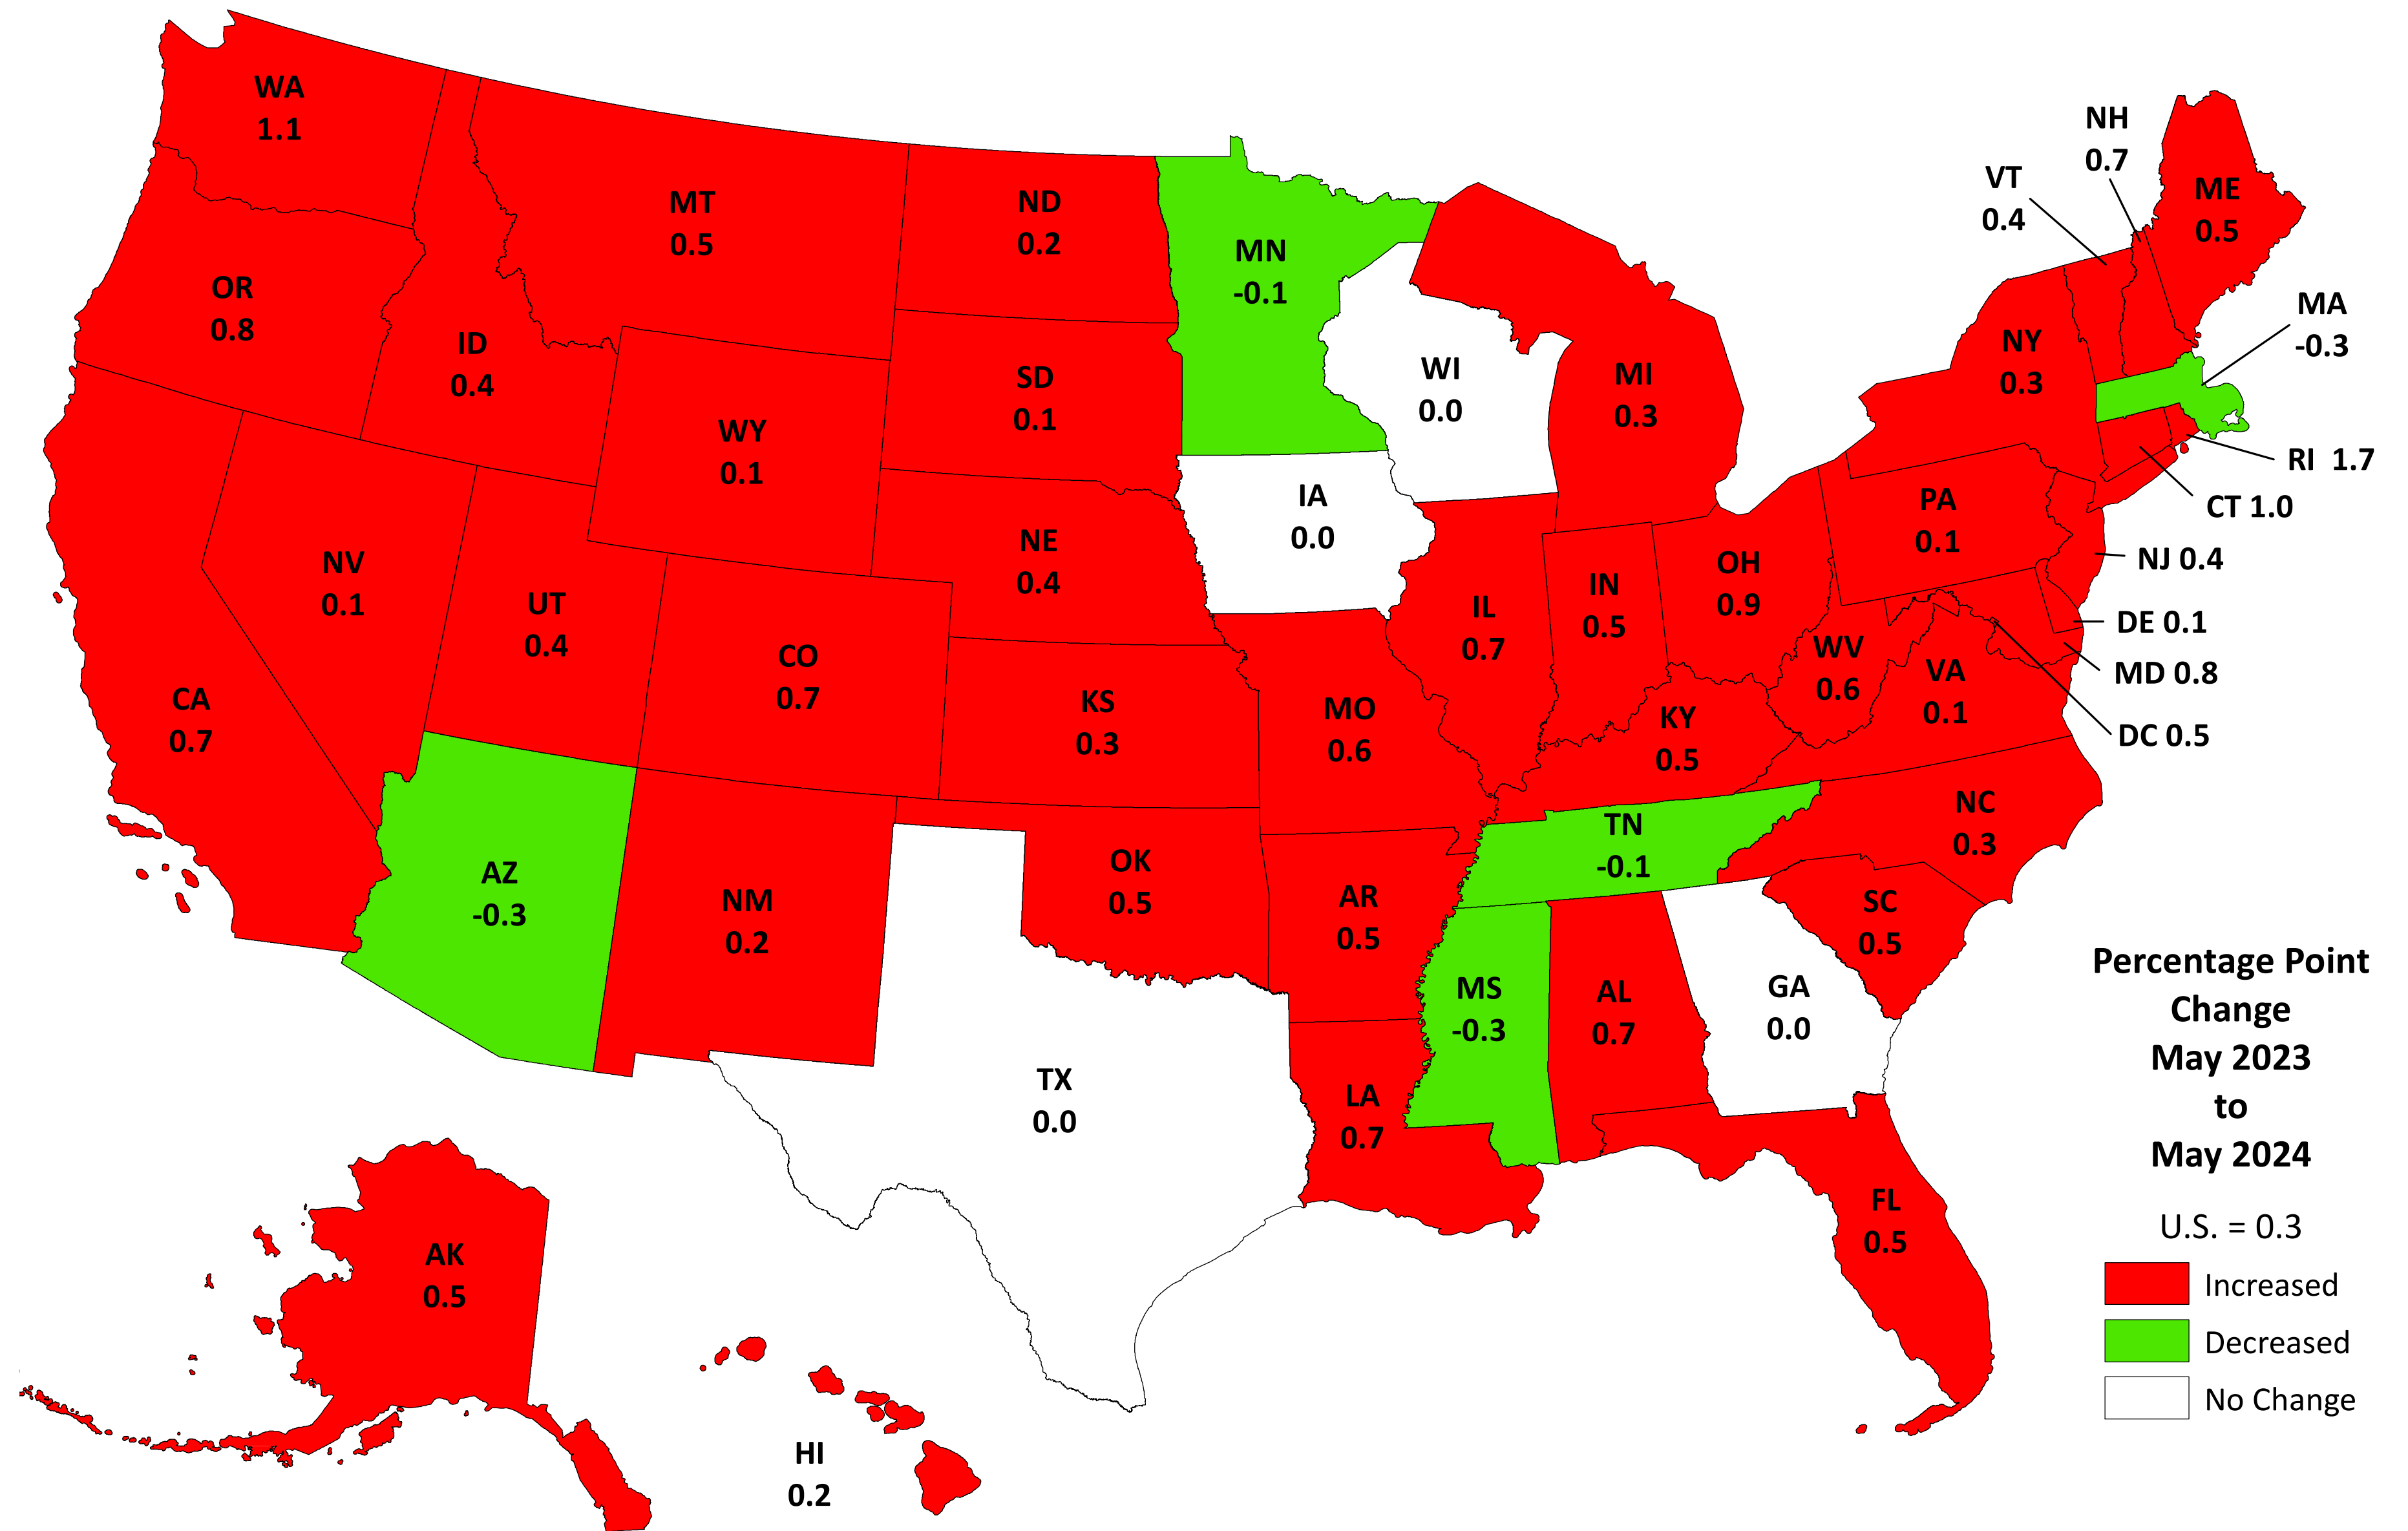 WA
1.1
OR
0.8
CA
0.7
ID
0.4
NV
0.1
MT
0.5
WY
0.1
UT
0.4
CO
0.7
AZ
-0.3
NM
0.2
ND
0.2
SD
0.1
NE
0.4
KS
0.3
OK
0.5
TX
0.0
MN
-0.1
IA
0.0
MO
0.6
AR
0.5
LA
0.7
WI
0.0
IL
0.7
MI
0.3
IN
0.5
OH
0.9
KY
0.5
TN
-0.1
MS
-0.3
AL
0.7
GA
0.0
FL
0.5
SC
0.5
NC
0.3
WV
0.6
VA
0.1
PA
0.1
NY
0.3
VT
0.4
NH
0.7
ME
0.5
MA
-0.3
RI 1.7
CT 1.0
NJ 0.4
DE 0.1
MD 0.8
DC 0.5
AK
0.5
HI
0.2
Percentage Point
Change
May 2023
to
May 2024
U.S. = 0.3
Increased
Decreased
No Change